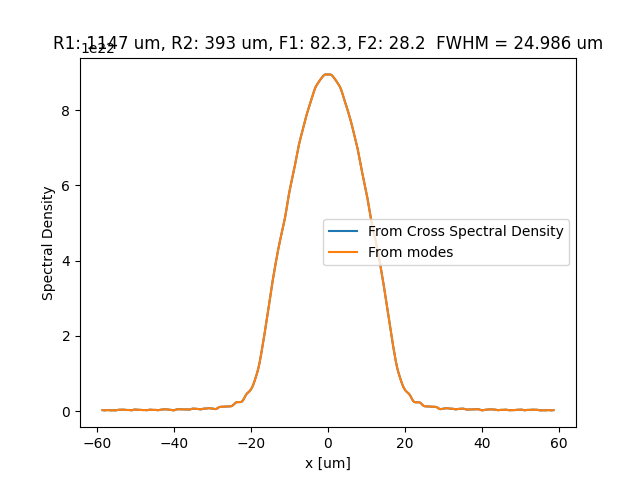 R1: 1147 um, R2: 393 um, F1: 82.3, F2: 28.2  FWHM = 24.986 um
1e22
8
6
4
2
0
Spectral Density
From Cross Spectral Density
From modes
−60 −40 −20 0 20 40 60
x [um]